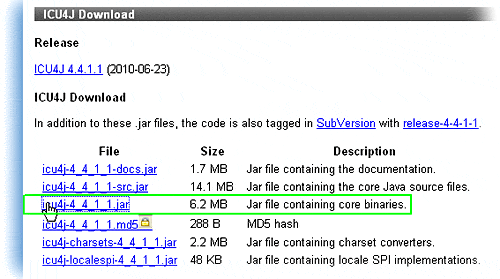 ICU4J Download
Release
ICU4J 4.4.1.1 (2010-06-23)
ICU4J Download
In addition to these .jar files, the code is also tagged in SubVersion with release-4-4-1-1.
File Size Description
icu4j-4_4_1_1-docs.jar 1.7 MB Jar file containing the documentation.
icu4j-4_4_1_1-src.jar 14.1 MB Jar file containing the core Java source files.
icu4j-4_4_1_1.jar 6.2 MB Jar file containing core binaries.
icu4j-4_4_1_1.md5 288 B MD5 hash
icu4j-charsets-4_4_1_1.jar 2.2 MB Jar file containing charset converters.
icu4j-localespi-4_4_1_1.jar 48 KB Jar file containing locale SPI implementations.